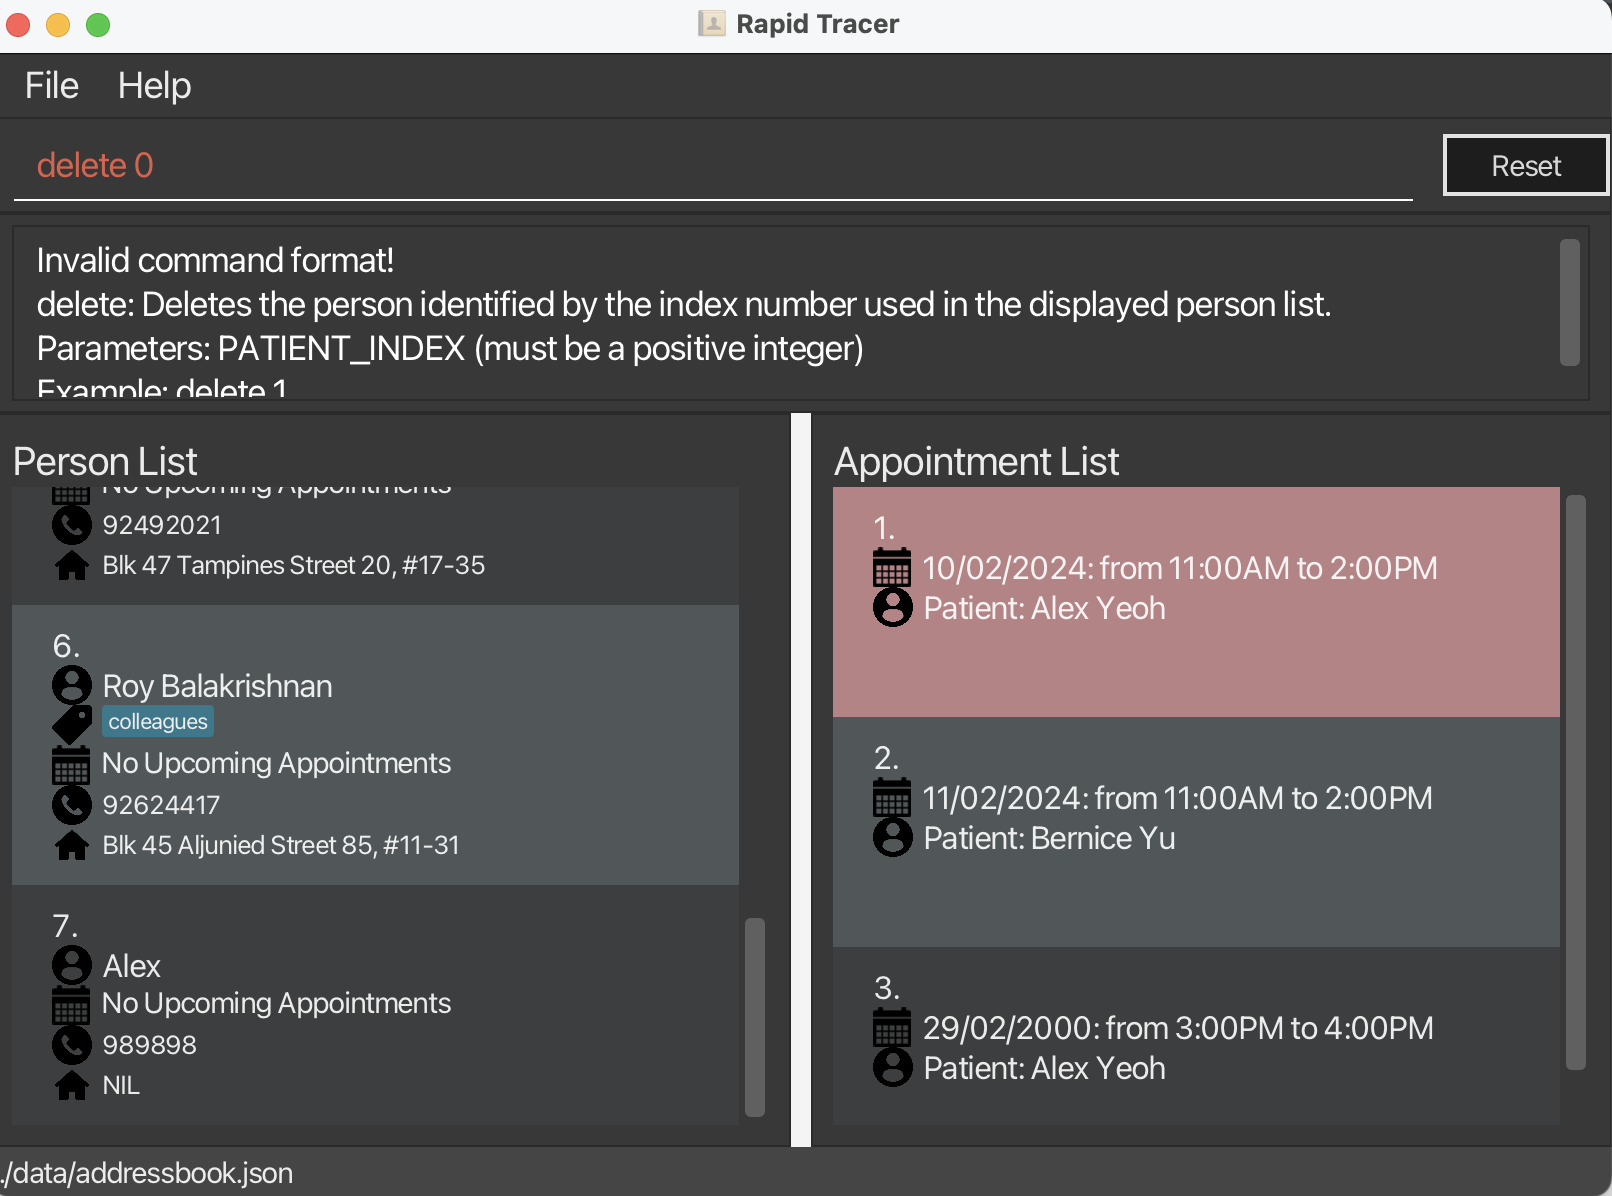 Rapid Tracer
File Help
delete 0
Reset
Invalid command format!
delete: Deletes the person identified by the index number used in the displayed person list.
Parameters: PATIENT_INDEX (must be a positive integer)
Example: delete 1
Person List
No Upcoming Appointments
92492021
Blk 47 Tampines Street 20, #17-35
6.
Roy Balakrishnan
colleagues
No Upcoming Appointments
92624417
Blk 45 Aljunied Street 85, #11-31
7.
Alex
No Upcoming Appointments
989898
NIL
Appointment List
1.
10/02/2024: from 11:00AM to 2:00PM
Patient: Alex Yeoh
2.
11/02/2024: from 11:00AM to 2:00PM
Patient: Bernice Yu
3.
29/02/2000: from 3:00PM to 4:00PM
Patient: Alex Yeoh
./data/addressbook.json